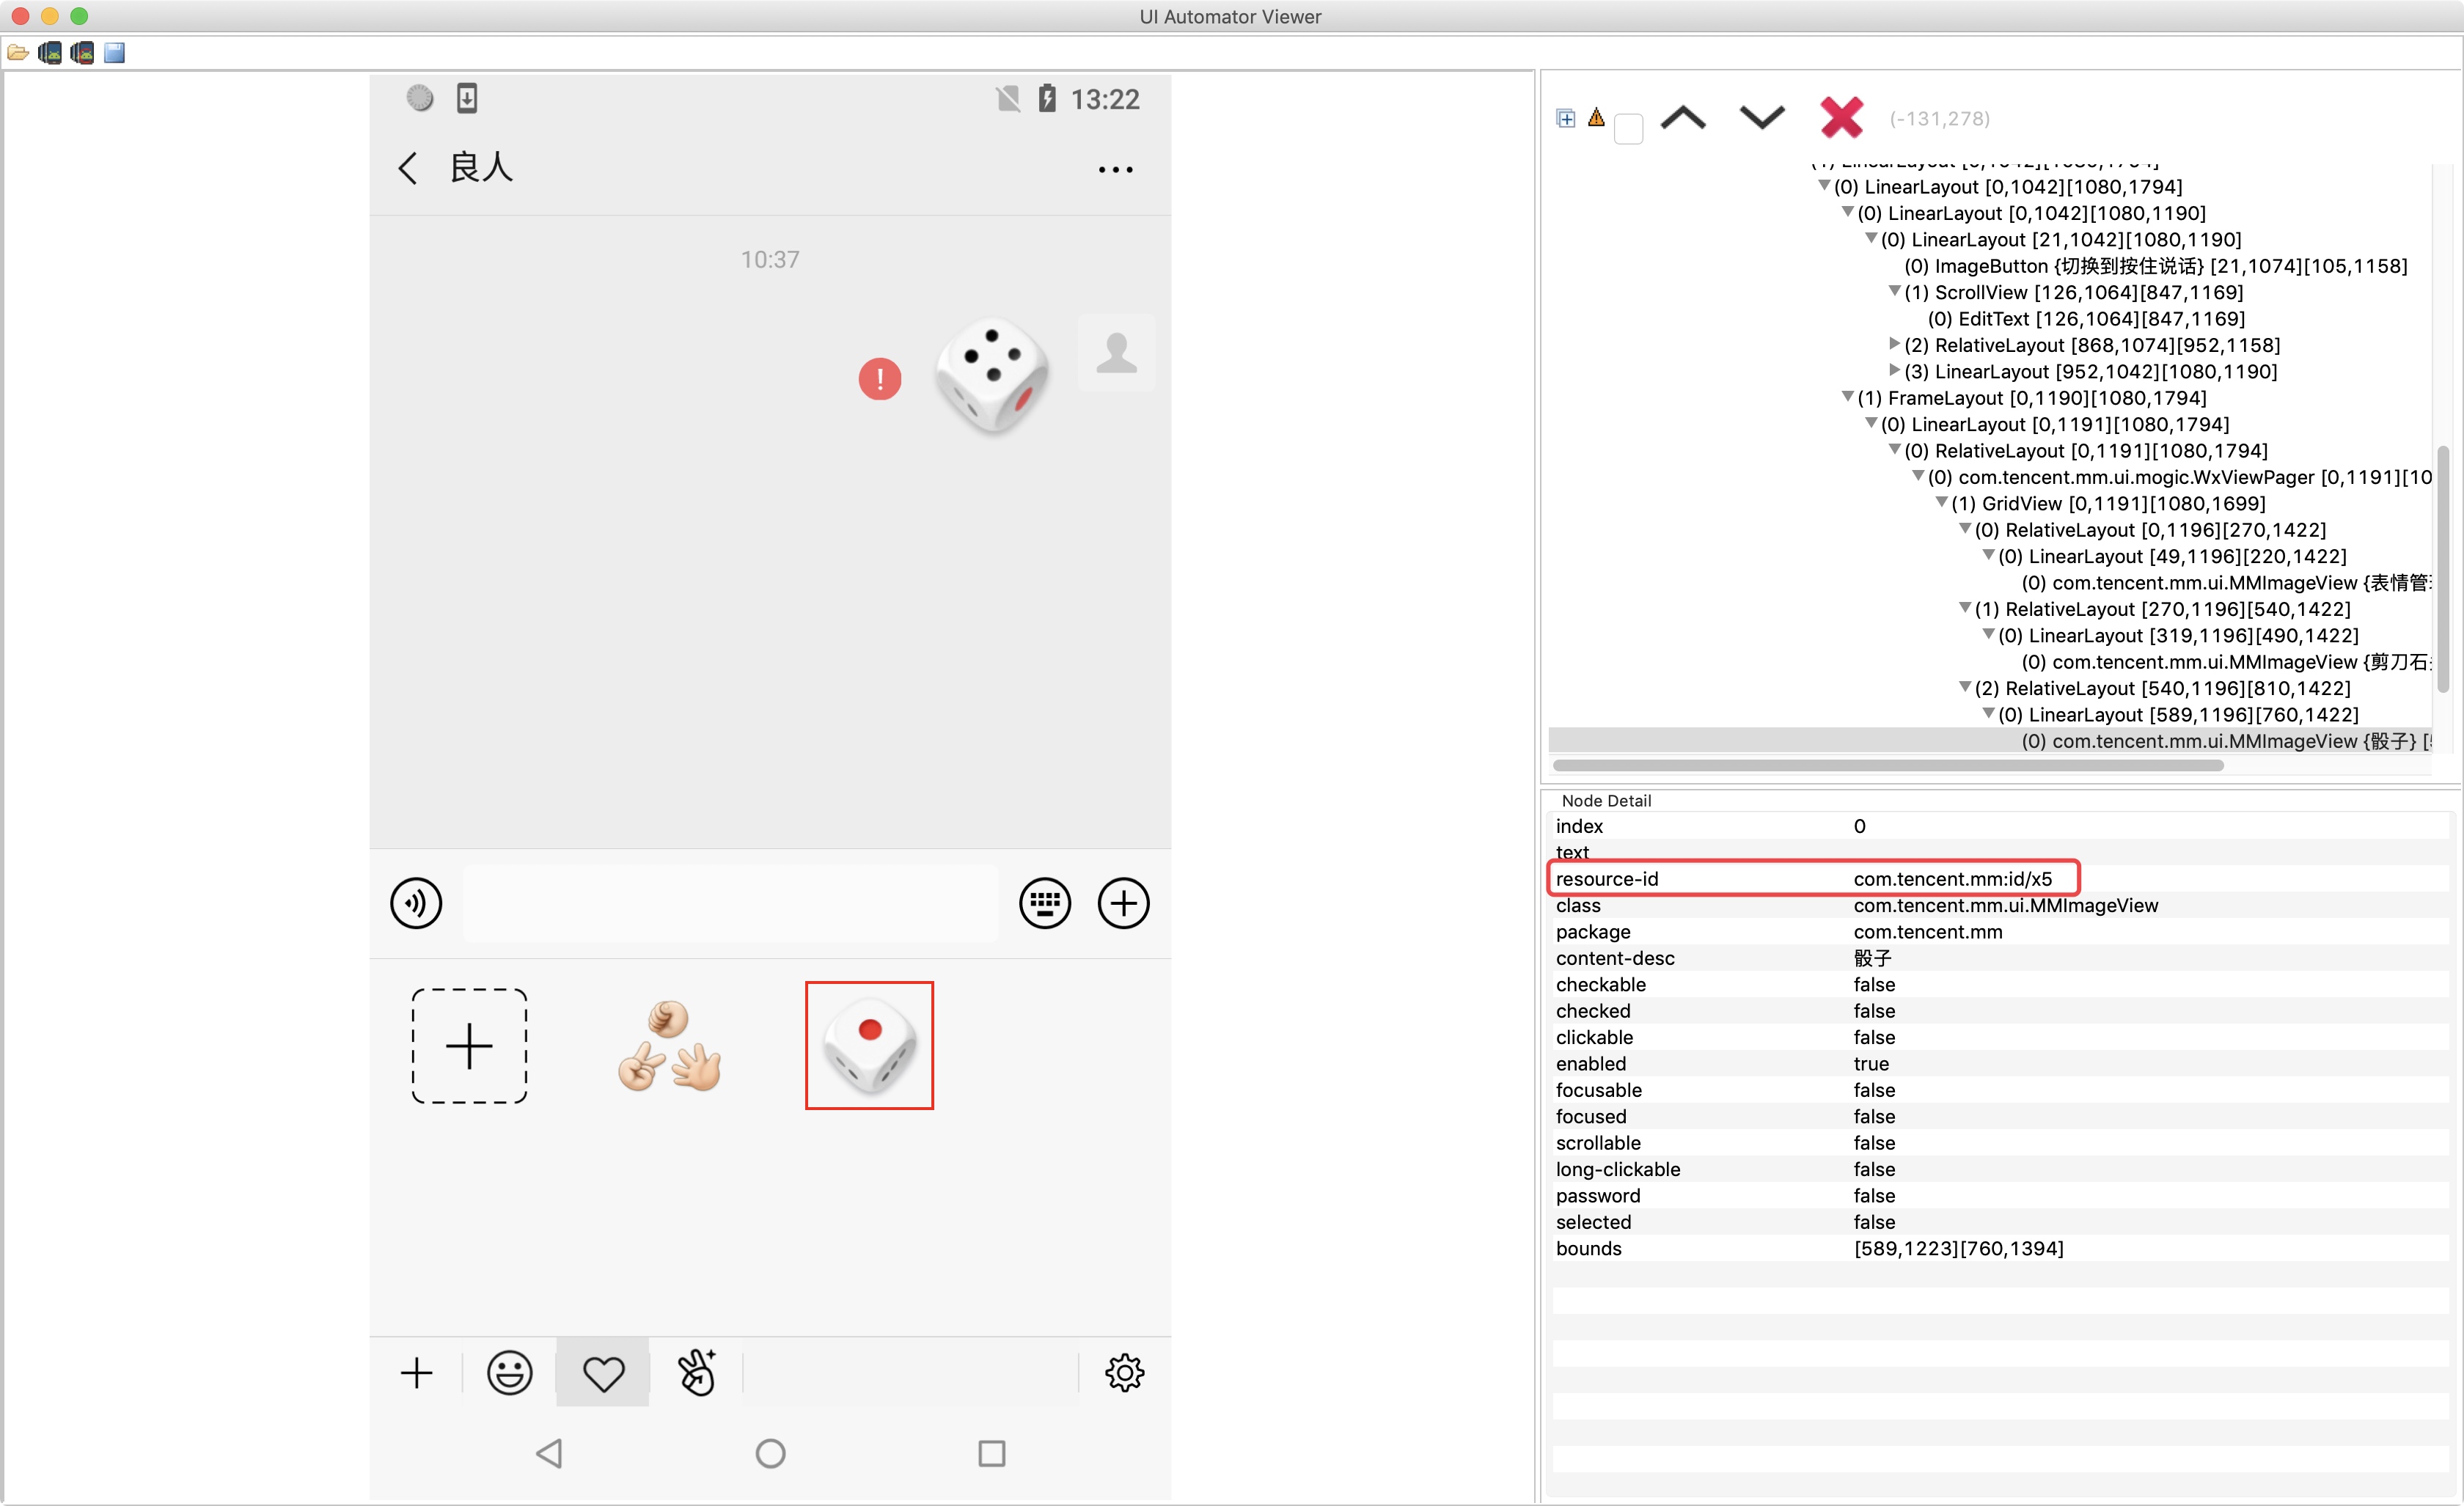 UI Automator Viewer
13:22
良人
10:37
!
(-131,278)
(1) LinearLayout [0,1042][1080,1794]
(0) LinearLayout [0,1042][1080,1794]
(0) LinearLayout [0,1042][1080,1190]
(0) LinearLayout [21,1042][1080,1190]
(0) ImageButton {切换到按住说话} [21,1074][105,1158]
(1) ScrollView [126,1064][847,1169]
(0) EditText [126,1064][847,1169]
(2) RelativeLayout [868,1074][952,1158]
(3) LinearLayout [952,1042][1080,1190]
(1) FrameLayout [0,1190][1080,1794]
(0) LinearLayout [0,1191][1080,1794]
(0) RelativeLayout [0,1191][1080,1794]
(0) com.tencent.mm.ui.mogic.WxViewPager [0,1191][10
(1) GridView [0,1191][1080,1699]
(0) RelativeLayout [0,1196][270,1422]
(0) LinearLayout [49,1196][220,1422]
(0) com.tencent.mm.ui.MMImageView {表情管
(1) RelativeLayout [270,1196][540,1422]
(0) LinearLayout [319,1196][490,1422]
(0) com.tencent.mm.ui.MMImageView {剪刀石
(2) RelativeLayout [540,1196][810,1422]
(0) LinearLayout [589,1196][760,1422]
(0) com.tencent.mm.ui.MMImageView {骰子} [
Node Detail
index 0
text
resource-id com.tencent.mm:id/x5
class com.tencent.mm.ui.MMImageView
package com.tencent.mm
content-desc 骰子
checkable false
checked false
clickable false
enabled true
focusable false
focused false
scrollable false
long-clickable false
password false
selected false
bounds [589,1223][760,1394]